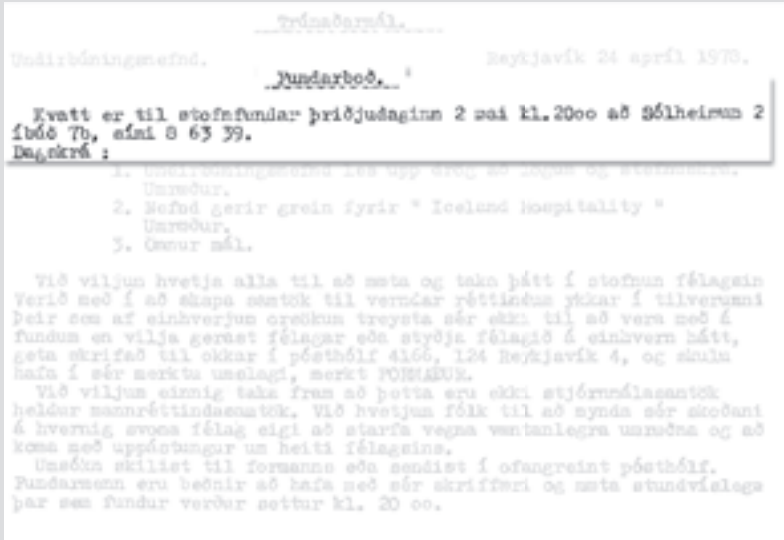 Trúnaðarmál.
Undirbúningsnefnd. Reykjavík 24 apríl 1978.
Fundarboð.
Kvatt er til stofnfundar þriðjudaginn 2 mai kl.20oo að Sólheimum 2
íbúð 7b, sími 8 63 39.
Dagskrá :
1. Undirbúningsnefnd les upp drög að lögum og stefnuskrá.
Umræður.
2. Nefnd gerir grein fyrir " Iceland Hospitality "
Umræður.
3. Önnur mál.
Við viljum hvetja alla til að mæta og taka þátt í stofnun félagsin
Verið með í að skapa samtök til verndar réttindum ykkar í tilverunni
Þeir sem af einhverjum orsökum treysta sér ekki til að vera með á
fundum en vilja gerast félagar eða styðja félagið á einhvern hátt,
geta skrifað til okkar í pósthólf 4166, 124 Reykjavík 4, og skulu
hafa í sér merktu umslagi, merkt
Við viljum einnig taka fram að þetta eru ekki stjórnmálasamtök
heldur mannréttindasamtök. Við hvetjum fólk til að mynda sér skoðani
á hvernig svona félag eigi að starfa vegna væntanlegra umræðna og að
koma með uppástungur um heiti félagsins.
Umsókn skilist til formanns eða sendist í ofangreint pósthólf.
Fundarmenn eru beðnir að hafa með sér skriffæri og mæta stundvíslega
þar sem fundur verður settur kl. 20 oo.